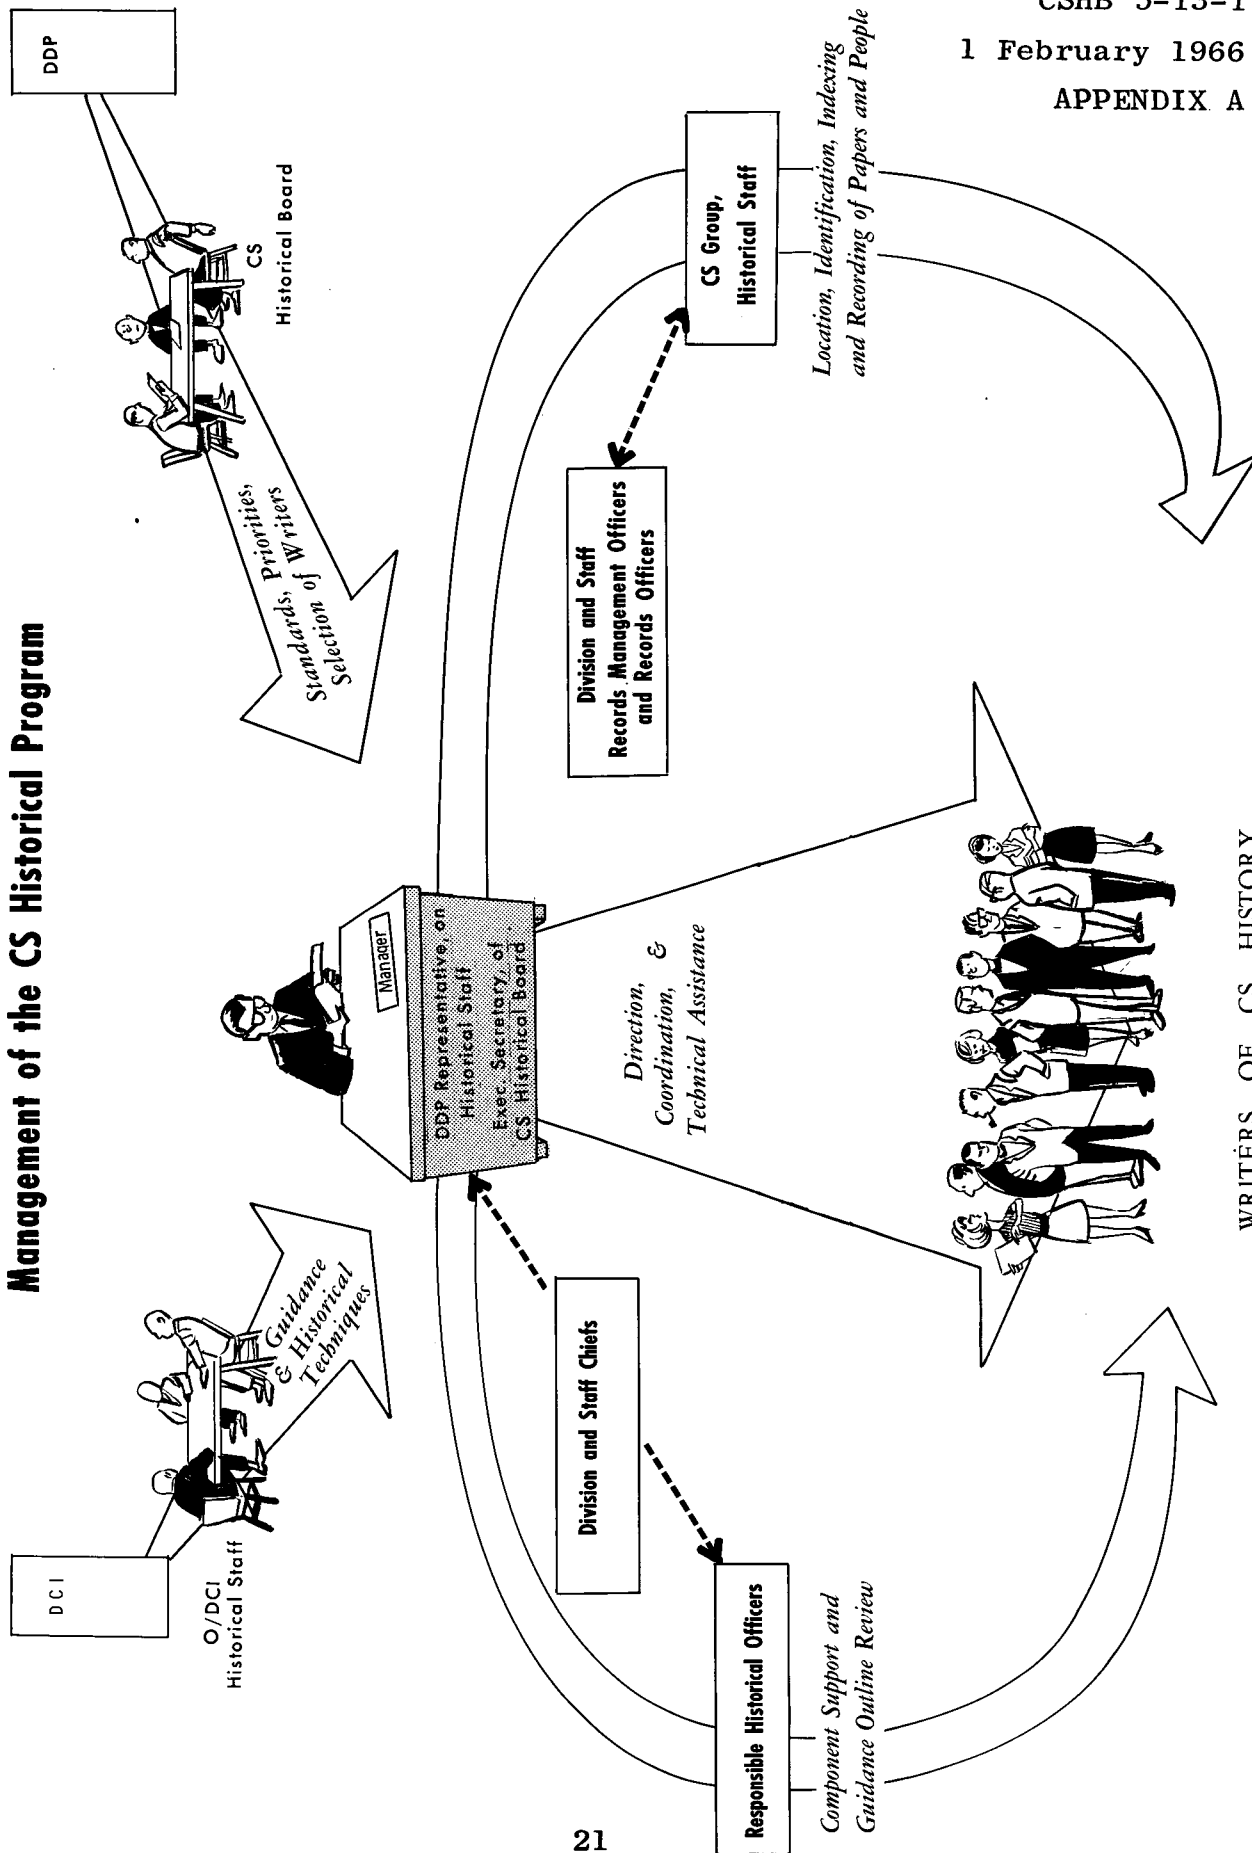 CSHB 5-13-1
1 February 1966
APPENDIX A
Management of the CS Historical Program
DCI
O/DCI
Historical Staff
Guidance
& Historical
Techniques
DDP
CS
Historical Board
Standards, Priorities,
Selection of Writers
Manager
DDP Representative, on
Historical Staff
Exec. Secretary, of
CS Historical Board
Division and Staff Chiefs
Responsible Historical Officers
Component Support and
Guidance Outline Review
Direction,
Coordination, &
Technical Assistance
Division and Staff
Records Management Officers
and Records Officers
CS Group,
Historical Staff
Location, Identification, Indexing
and Recording of Papers and People
WRITERS OF CS HISTORY
21